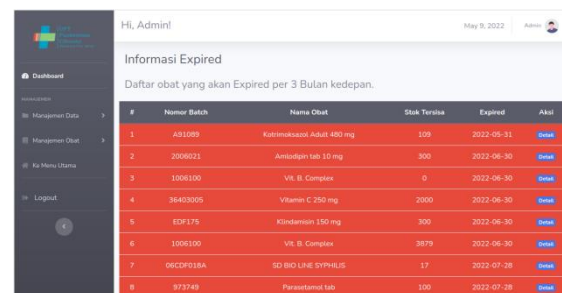 Hi, Admin!
May 9, 2022
Admin
Dashboard
Manajemen Data
Manajemen Obat
Ke Menu Utama
Logout
Informasi Expired
Daftar obat yang akan Expired per 3 Bulan kedepan.
# Nomor Batch Nama Obat Stok Tersisa Expired Aksi
1 A91089 Kotrimoksazol Adult 480 mg 109 2022-05-31 Detail
2 2006021 Amlodipin tab 10 mg 300 2022-06-30 Detail
3 1006100 Vit. B. Complex 0 2022-06-30 Detail
4 36403005 Vitamin C 250 mg 2000 2022-06-30 Detail
5 EDF175 Klindamisin 150 mg 300 2022-06-30 Detail
6 1006100 Vit. B. Complex 3879 2022-06-30 Detail
7 06CDF018A SD BIO LINE SYPHILIS 17 2022-07-28 Detail
8 973749 Parasatamol tab 100 2022-07-28 Detail